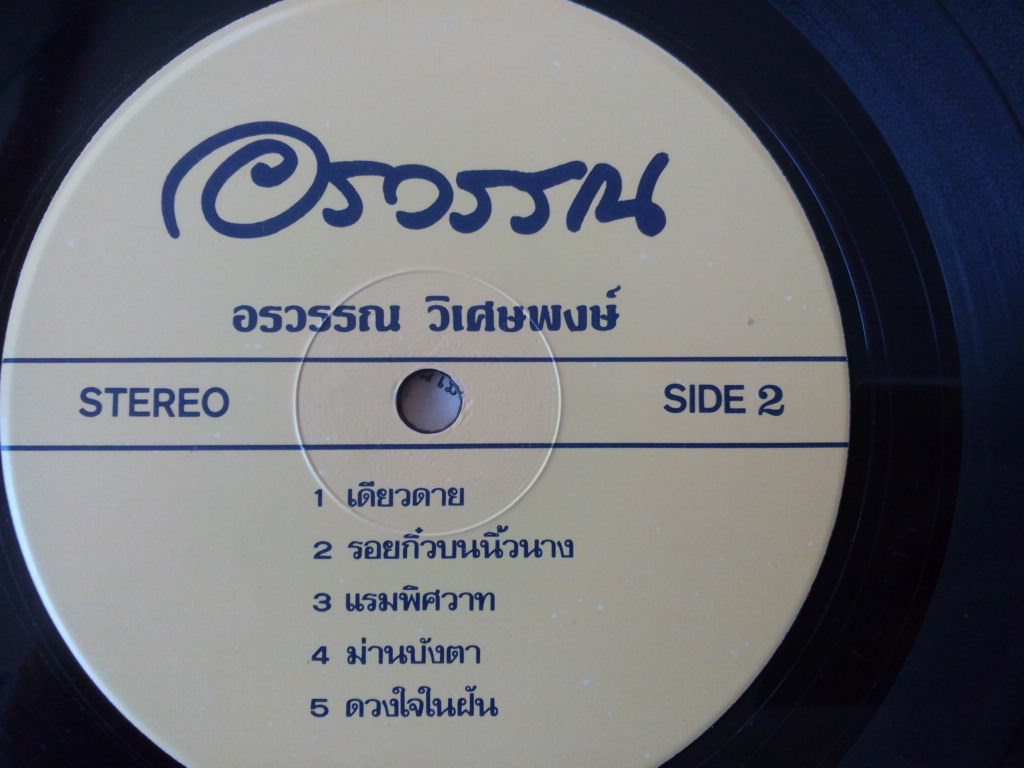 อรวรรณ
อรวรรณ วิเศษพงษ์
STEREO SIDE 2
1 เดียวดาย
2 รอยกิ๋วบนนิ้วนาง
3 แรมพิศวาท
4 ม่านบังตา
5 ดวงใจในฝัน